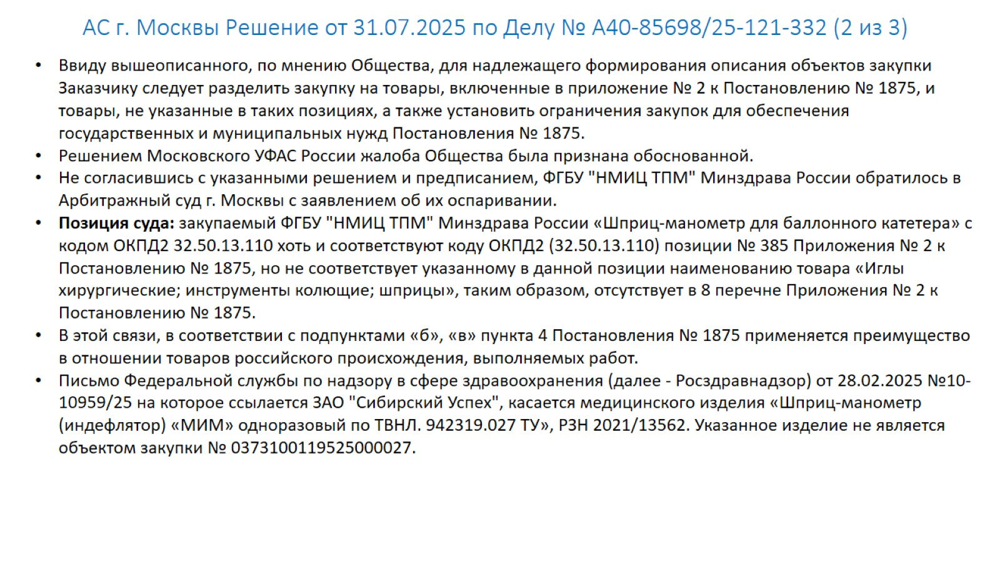 АС г. Москвы Решение от 31.07.2025 по Делу № А40-85698/25-121-332 (2 из 3)
• Ввиду вышеописанного, по мнению Общества, для надлежащего формирования описания объектов закупки
Заказчику следует разделить закупку на товары, включенные в приложение № 2 к Постановлению № 1875, и
товары, не указанные в таких позициях, а также установить ограничения закупок для обеспечения
государственных и муниципальных нужд Постановления № 1875.
• Решением Московского УФАС России жалоба Общества была признана обоснованной.
• Не согласившись с указанными решением и предписанием, ФГБУ "НМИЦ ТПМ" Минздрава России обратилось в
Арбитражный суд г. Москвы с заявлением об их оспаривании.
• Позиция суда: закупаемый ФГБУ "НМИЦ ТПМ" Минздрава России «Шприц-манометр для баллонного катетера» с
кодом ОКПД2 32.50.13.110 хоть и соответствуют коду ОКПД2 (32.50.13.110) позиции № 385 Приложения № 2 к
Постановлению № 1875, но не соответствует указанному в данной позиции наименованию товара «Иглы
хирургические; инструменты колющие; шприцы», таким образом, отсутствует в 8 перечне Приложения № 2 к
Постановлению № 1875.
• В этой связи, в соответствии с подпунктами «б», «в» пункта 4 Постановления № 1875 применяется преимущество
в отношении товаров российского происхождения, выполняемых работ.
• Письмо Федеральной службы по надзору в сфере здравоохранения (далее - Росздравнадзор) от 28.02.2025 №10-
10959/25 на которое ссылается ЗАО "Сибирский Успех", касается медицинского изделия «Шприц-манометр
(индефлятор) «МИМ» одноразовый по ТВНЛ. 942319.027 ТУ», РЗН 2021/13562. Указанное изделие не является
объектом закупки № 0373100119525000027.